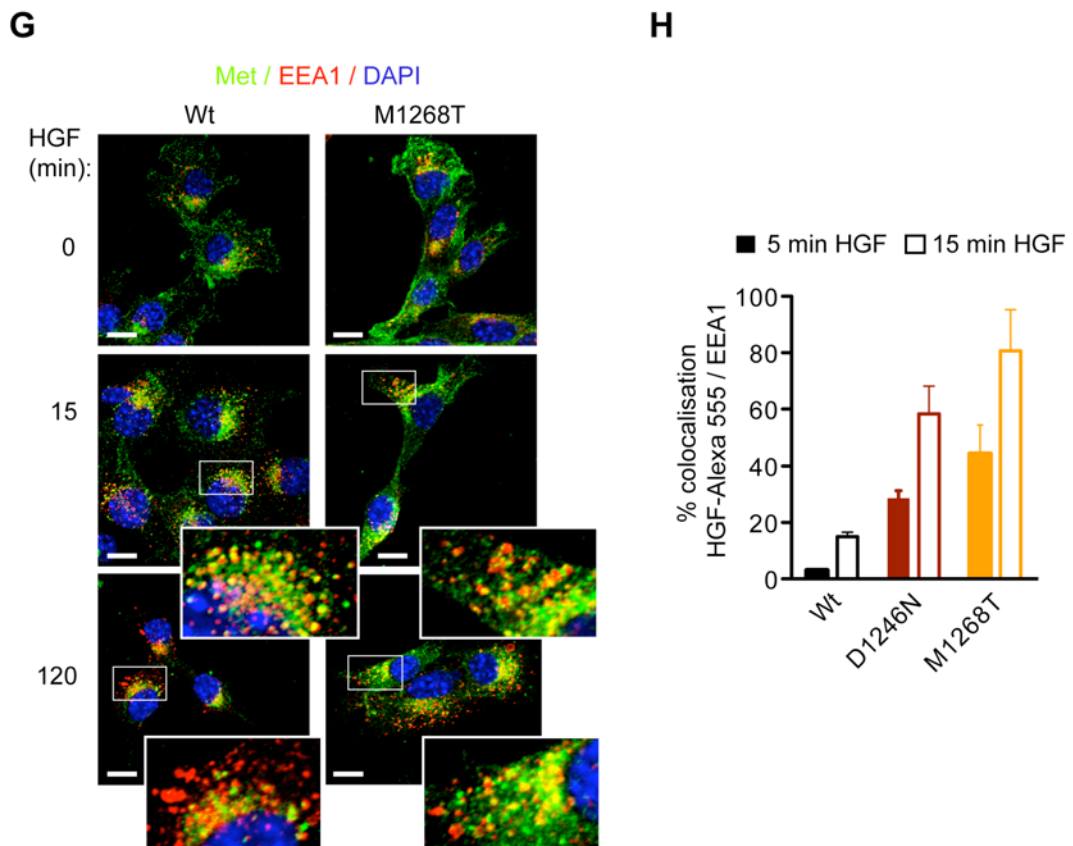 G
Met / EEA1 / DAPI
Wt
M1268T
HGF
(min):
0
15
120
H
5 min HGF
15 min HGF
% colocalisation
HGF-Alexa 555 / EEA1
100
80
60
40
20
0
Wt
D1246N
M1268T